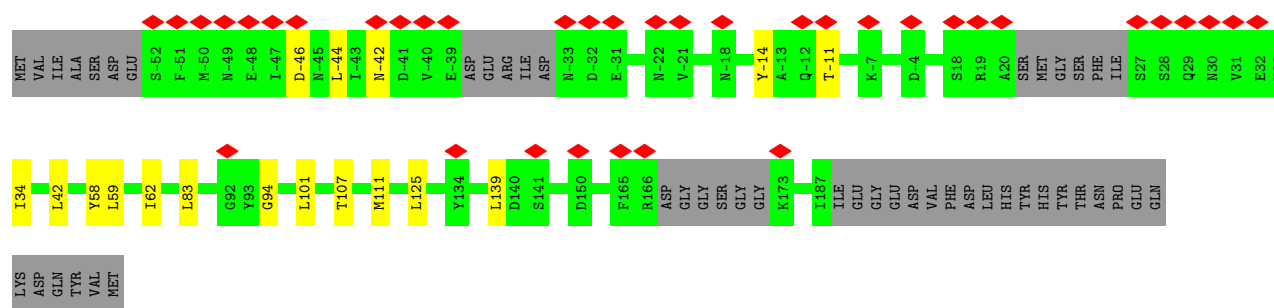 MET VAL ILE ALA SER ASP GLU S-52 F-51 M-50 N-49 E-48 I-47 D-46 N-45 L-44 I-43 N-42 D-41 V-40 E-39 ASP GLU ARG ILE ASP N-33 D-32 E-31 N-22 V-21 N-18 Y-14 A-13 Q-12 T-11 K-7 D-4 S18 R19 A20 SER MET GLY SER PHE ILE S27 S28 Q29 N30 V31 E32
I34 L42 Y58 L59 I62 L83 G92 Y93 G94 L101 T107 M111 L125 Y134 L139 D140 S141 D150 F165 R166 ASP GLY GLY SER GLY GLY K173 I187 ILE GLU GLY GLU ASP VAL PHE ASP LEU HIS TYR HIS TYR THR ASN PRO GLU GLN
LYS ASP GLN TYR VAL MET